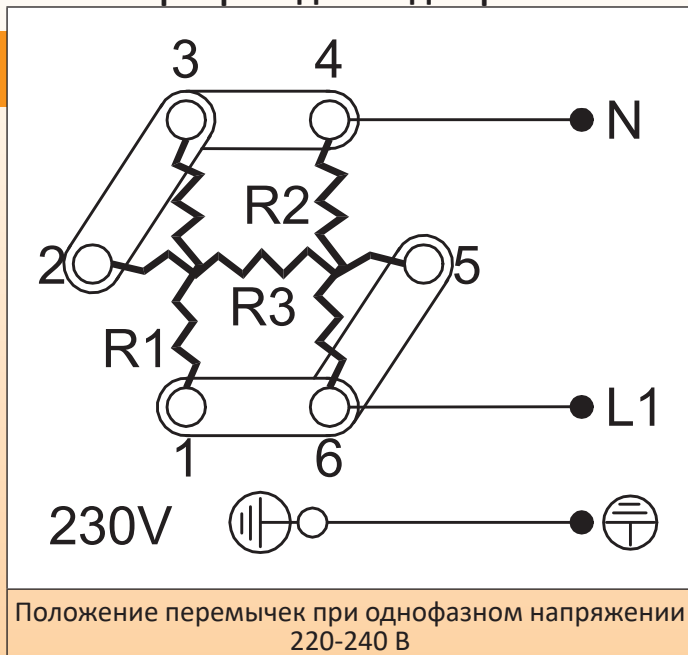 3 4
N
R2
2 5
R3
R1
L1
1 6
230V
Положение перемычек при однофазном напряжении
220-240 В